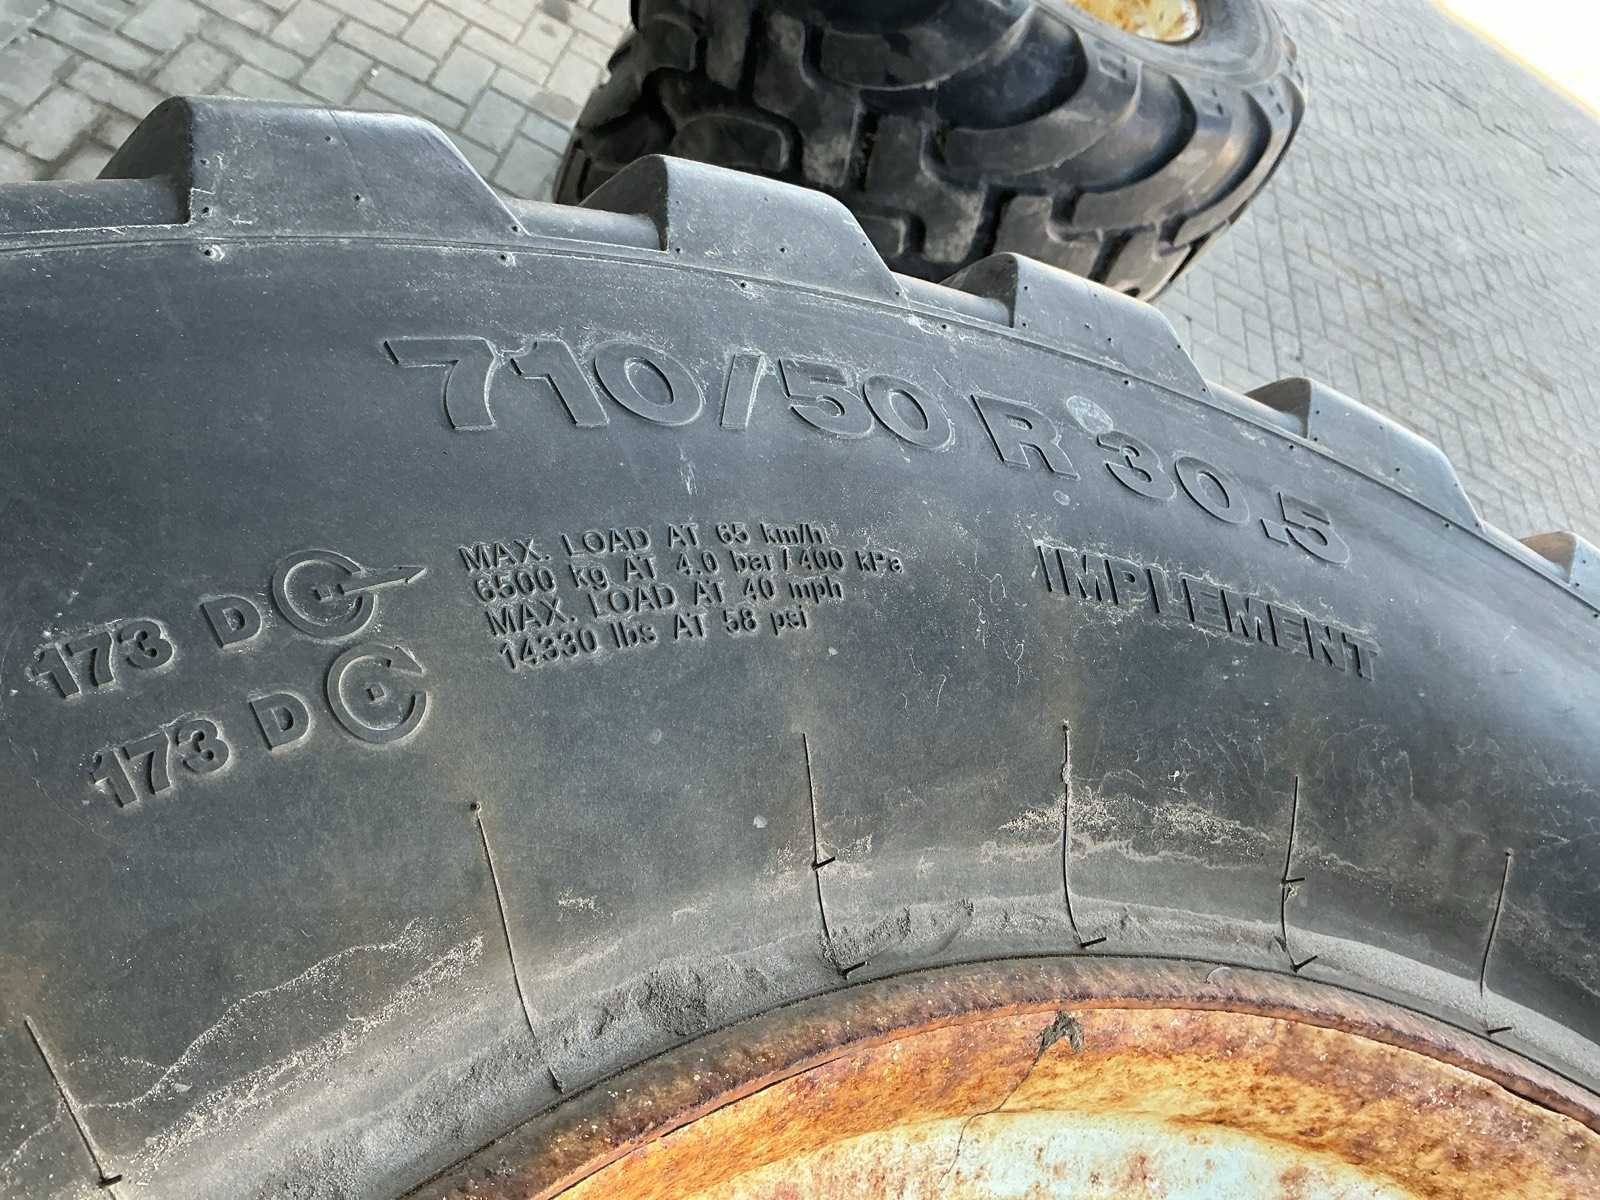 710/50 R 30.5
IMPLEMENT
173 D
173 D
MAX. LOAD AT 65 km/h
6500 kg AT 4.0 bar / 400 kPa
MAX. LOAD AT 40 mph
14330 lbs AT 58 psi